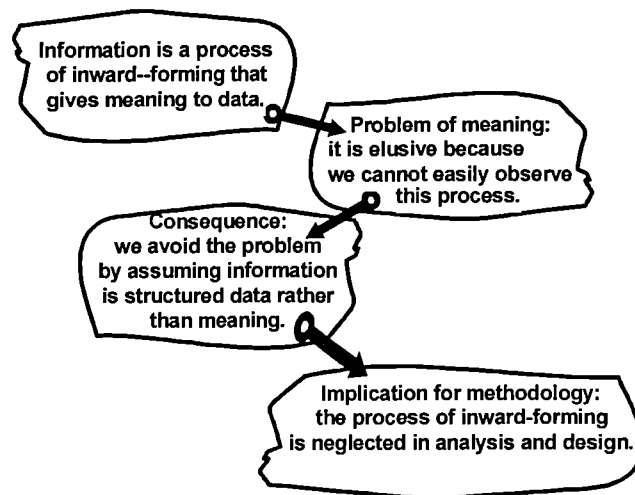 Information is a process
of inward--forming that
gives meaning to data.
Problem of meaning:
it is elusive because
we cannot easily observe
this process.
Consequence:
we avoid the problem
by assuming information
is structured data rather
than meaning.
Implication for methodology:
the process of inward-forming
is neglected in analysis and design.